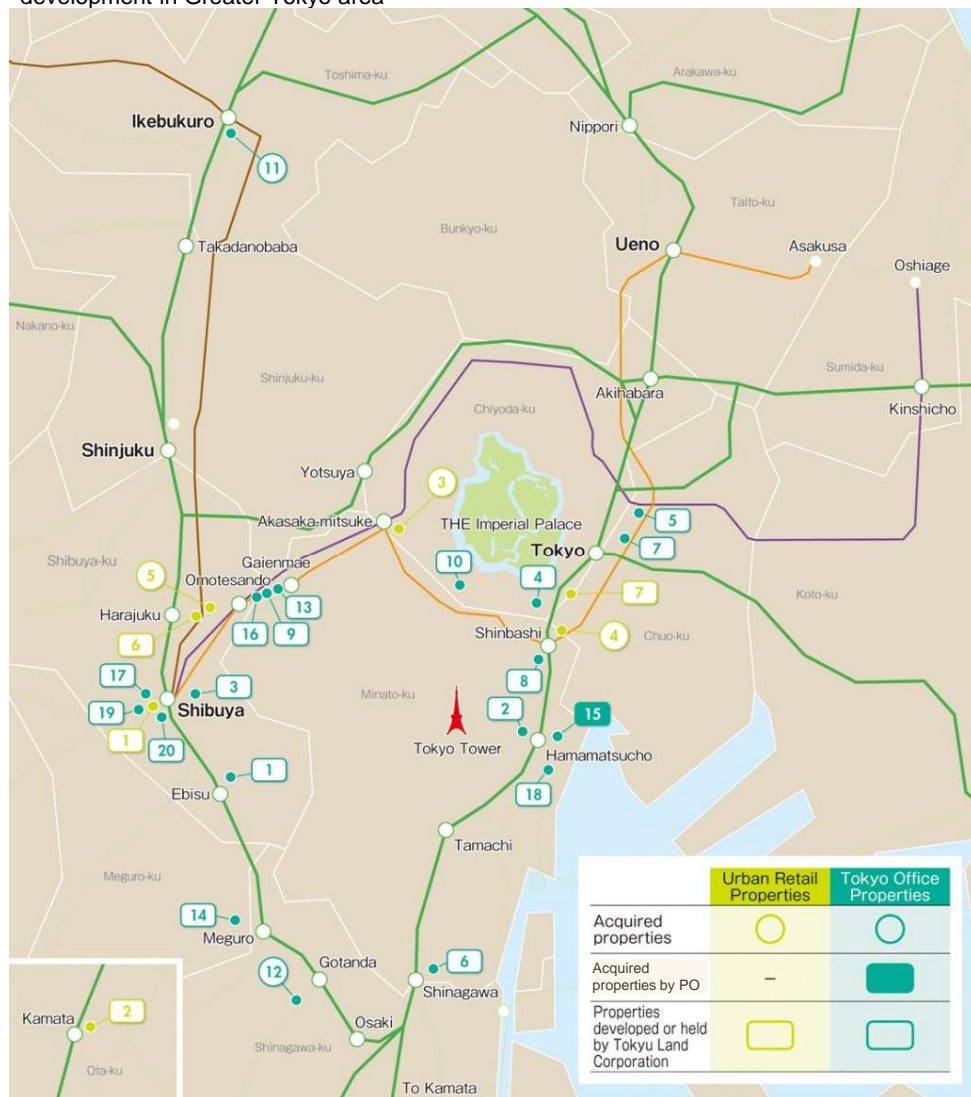 development in Greater Tokyo area
Toshima-ku
Arakawa-ku
Ikebukuro
Nippori
11
Taito-ku
Bunkyo-ku
Takadanobaba
Ueno
Asakusa
Oshiage
Nakano-ku
Shinjuku-ku
Sumida-ku
Akihabara
Chiyoda-ku
Kinshicho
Shinjuku
Yotsuya
3
Akasaka-mitsuke
THE Imperial Palace
5
Tokyo
7
Shibuya-ku
Gaienmae
10
4
5
Omotesando
13
7
Koto-ku
Harajuku
6
16
9
Shinbashi
4
Chuo-ku
8
17
3
Minato-ku
19
Shibuya
2
15
1
20
Tokyo Tower
Hamamatsucho
1
18
Ebisu
Tamachi
Meguro-ku
Urban Retail
Properties
Tokyo Office
Properties
Acquired
properties
Acquired
properties by PO
–
Properties
developed or held
by Tokyu Land
Corporation
14
Meguro
Gotanda
6
12
Shinagawa
Kamata
2
Osaki
Shinagawa-ku
Ota-ku
To Kamata